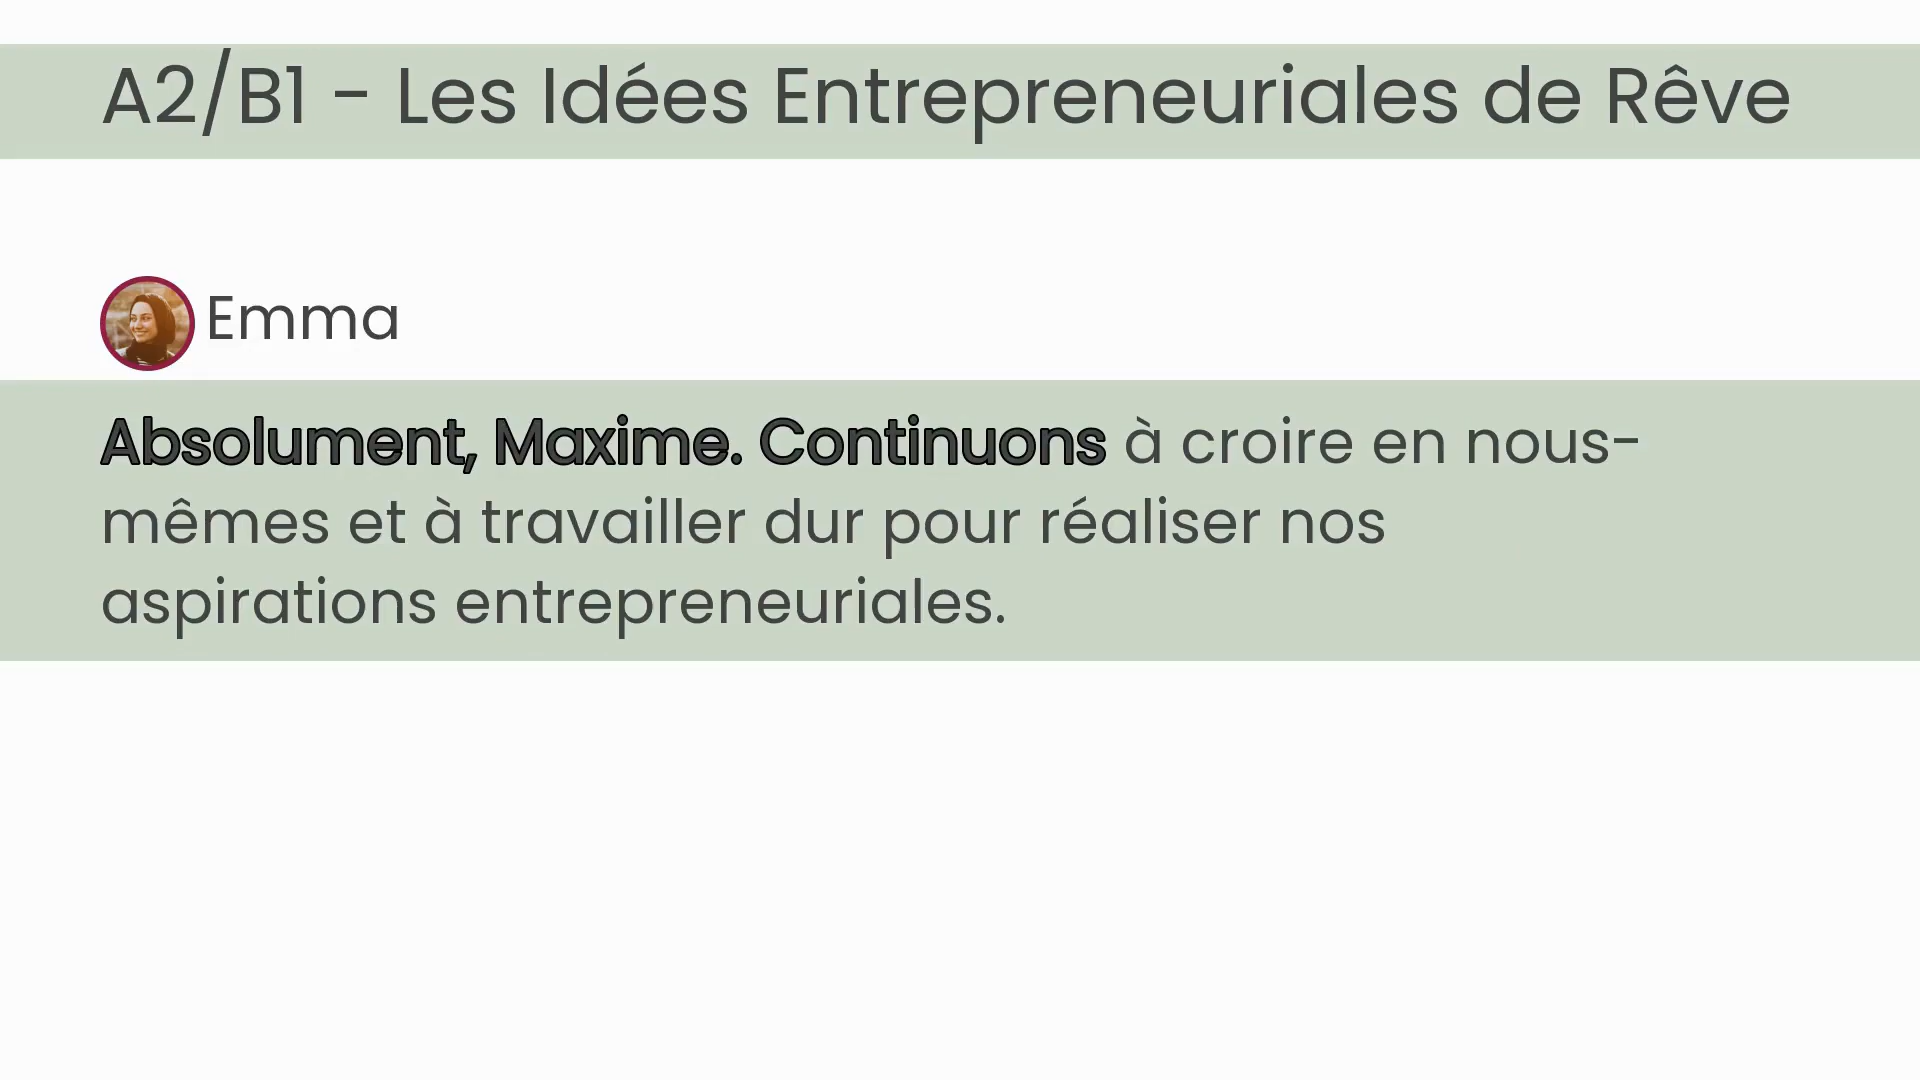 A2/B1 - Les Idées Entrepreneuriales de Rêve
Emma
Absolument, Maxime. Continuons à croire en nous-
mêmes et à travailler dur pour réaliser nos
aspirations entrepreneuriales.